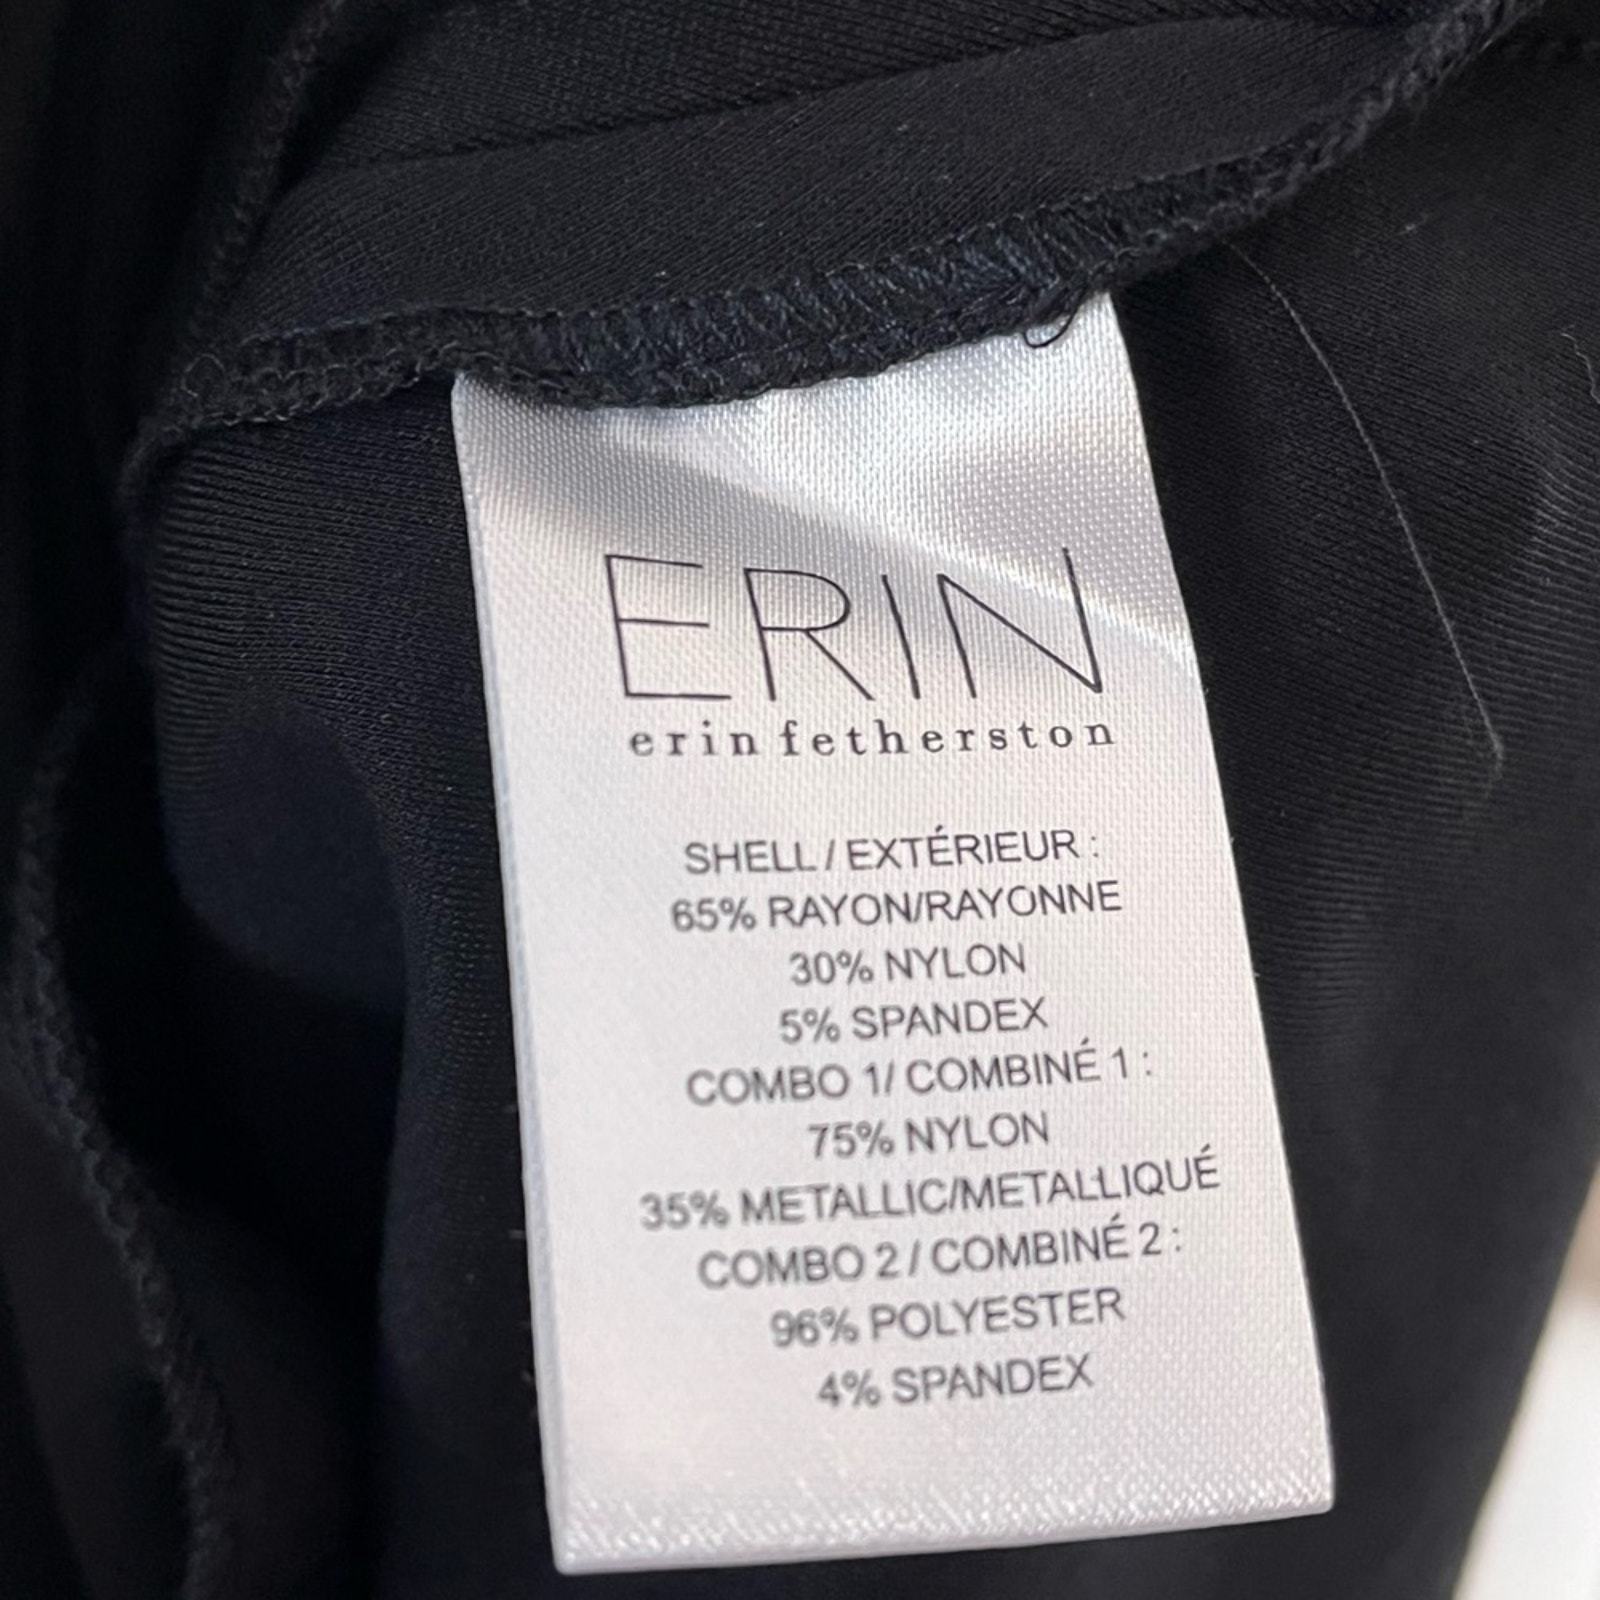 ERIN
erin fetherston
SHELL / EXTÉRIEUR :
65% RAYON/RAYONNE
30% NYLON
5% SPANDEX
COMBO 1/ COMBINÉ 1 :
75% NYLON
35% METALLIC/METALLIQUÉ
COMBO 2 / COMBINÉ 2 :
96% POLYESTER
4% SPANDEX